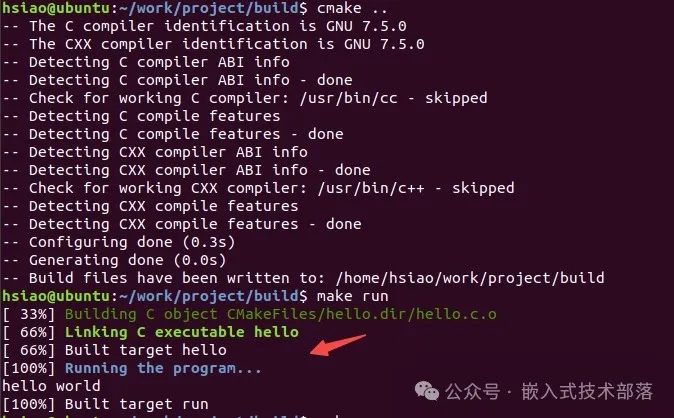 hsiao@ubuntu:~/work/project/build$ cmake ..
-- The C compiler identification is GNU 7.5.0
-- The CXX compiler identification is GNU 7.5.0
-- Detecting C compiler ABI info
-- Detecting C compiler ABI info - done
-- Check for working C compiler: /usr/bin/cc - skipped
-- Detecting C compile features
-- Detecting C compile features - done
-- Detecting CXX compiler ABI info
-- Detecting CXX compiler ABI info - done
-- Check for working CXX compiler: /usr/bin/c++ - skipped
-- Detecting CXX compile features
-- Detecting CXX compile features - done
-- Configuring done (0.3s)
-- Generating done (0.0s)
-- Build files have been written to: /home/hsiao/work/project/build
hsiao@ubuntu:~/work/project/build$ make run
[ 33%] Building C object CMakeFiles/hello.dir/hello.c.o
[ 66%] Linking C executable hello
[ 66%] Built target hello
[100%] Running the program...
hello world
[100%] Built target run
公众号 · 嵌入式技术部落